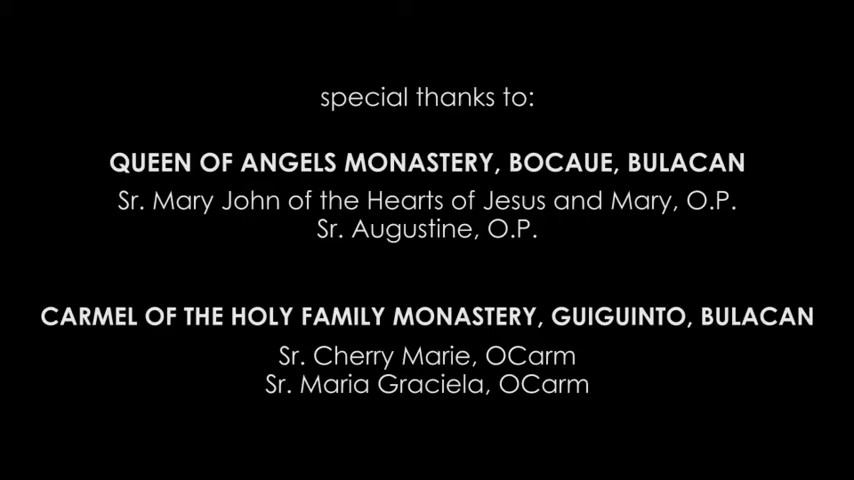 special thanks to:
QUEEN OF ANGELS MONASTERY, BOCAUE, BULACAN
Sr. Mary John of the Hearts of Jesus and Mary, O.P.
Sr. Augustine, O.P.
CARMEL OF THE HOLY FAMILY MONASTERY, GUIGUINTO, BULACAN
Sr. Cherry Marie, OCarm
Sr. Maria Graciela, OCarm